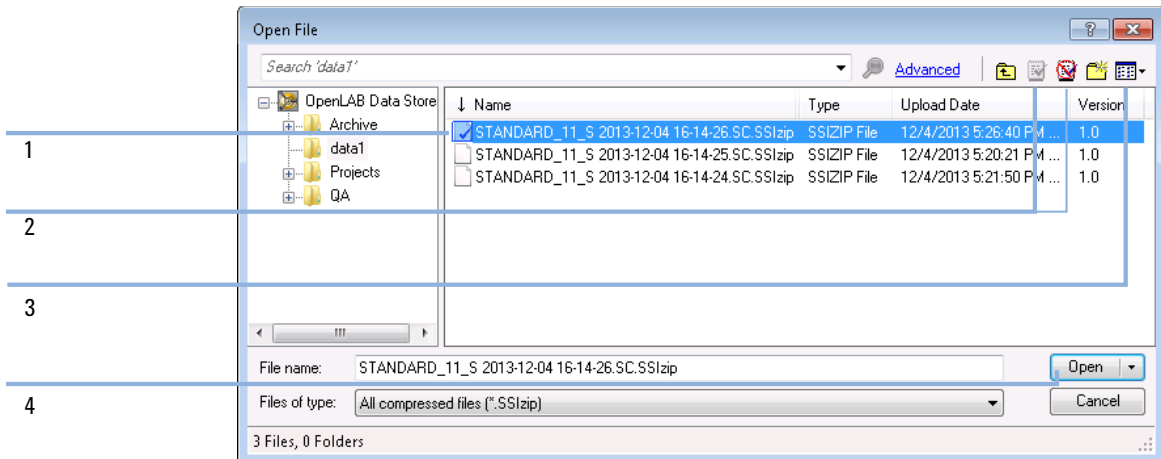 Open File
Search 'data1'
Advanced
OpenLAB Data Store
Archive
data1
Projects
QA
Name Type Upload Date Version
STANDARD_11_S 2013-12-04 16-14-26.SC.SSIzip SSIZIP File 12/4/2013 5:26:40 PM ... 1.0
STANDARD_11_S 2013-12-04 16-14-25.SC.SSIzip SSIZIP File 12/4/2013 5:20:21 PM ... 1.0
STANDARD_11_S 2013-12-04 16-14-24.SC.SSIzip SSIZIP File 12/4/2013 5:21:50 PM ... 1.0
1
2
3
File name: STANDARD_11_S 2013-12-04 16-14-26.SC.SSIzip Open
4
Files of type: All compressed files (*.SSIzip) Cancel
3 Files, 0 Folders